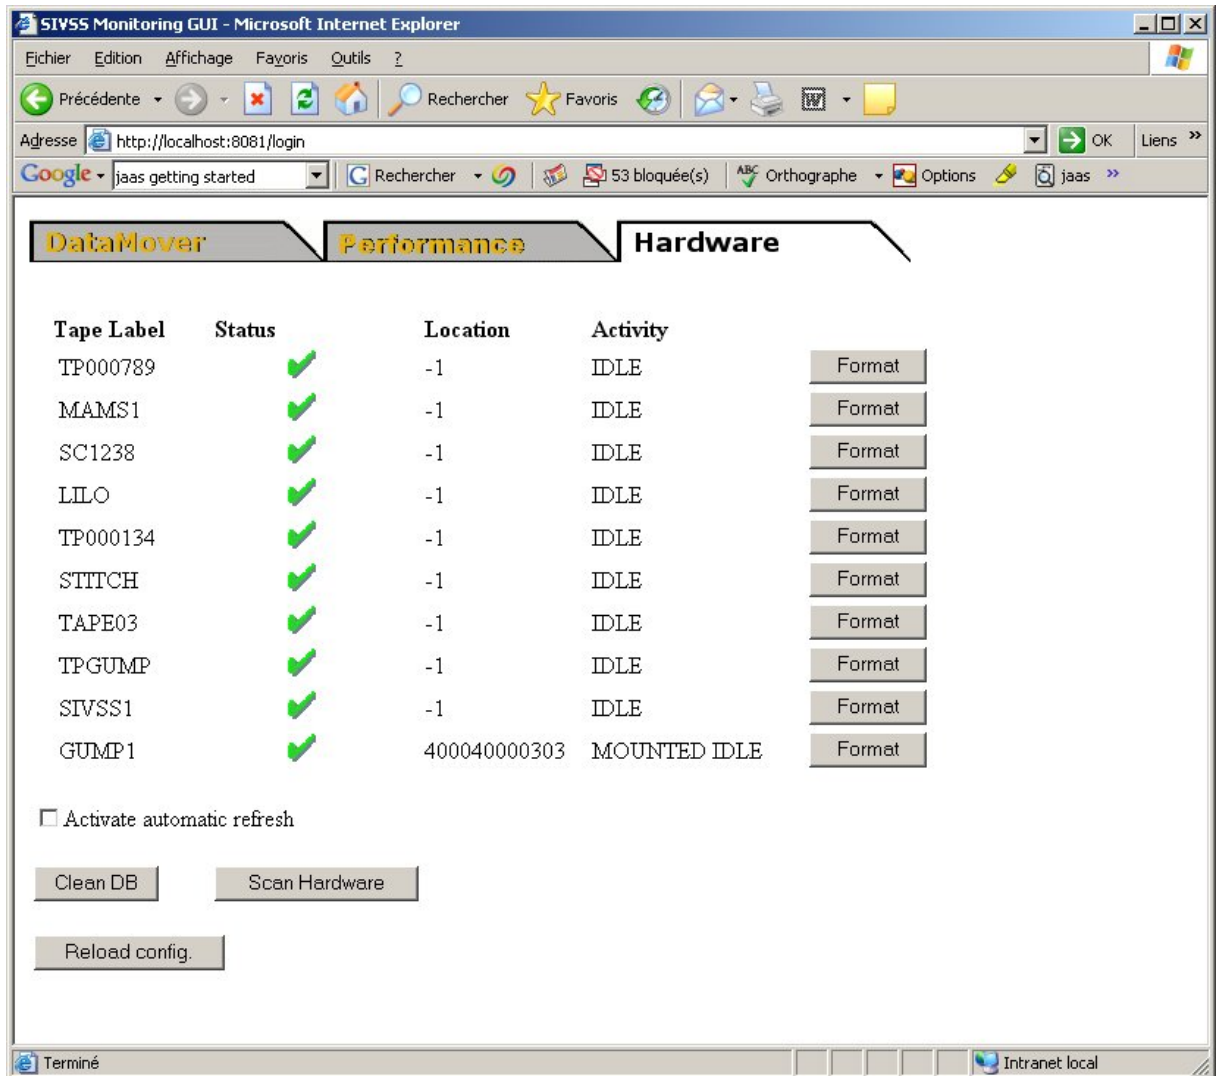 SIVSS Monitoring GUI - Microsoft Internet Explorer
Fichier Edition Affichage Favoris Outils ?
Précédente Rechercher Favoris
Adresse http://localhost:8081/login OK Liens »
Google jaas getting started Rechercher 53 bloquée(s) ABC Orthographe Options jaas »
DataMover Performance Hardware
Tape Label Status Location Activity
TP000789 -1 IDLE Format
MAMS1 -1 IDLE Format
SC1238 -1 IDLE Format
LILO -1 IDLE Format
TP000134 -1 IDLE Format
STITCH -1 IDLE Format
TAPE03 -1 IDLE Format
TPGUMP -1 IDLE Format
SIVSS1 -1 IDLE Format
GUMP1 400040000303 MOUNTED IDLE Format
Activate automatic refresh
Clean DB Scan Hardware
Reload config.
Terminé Intranet local